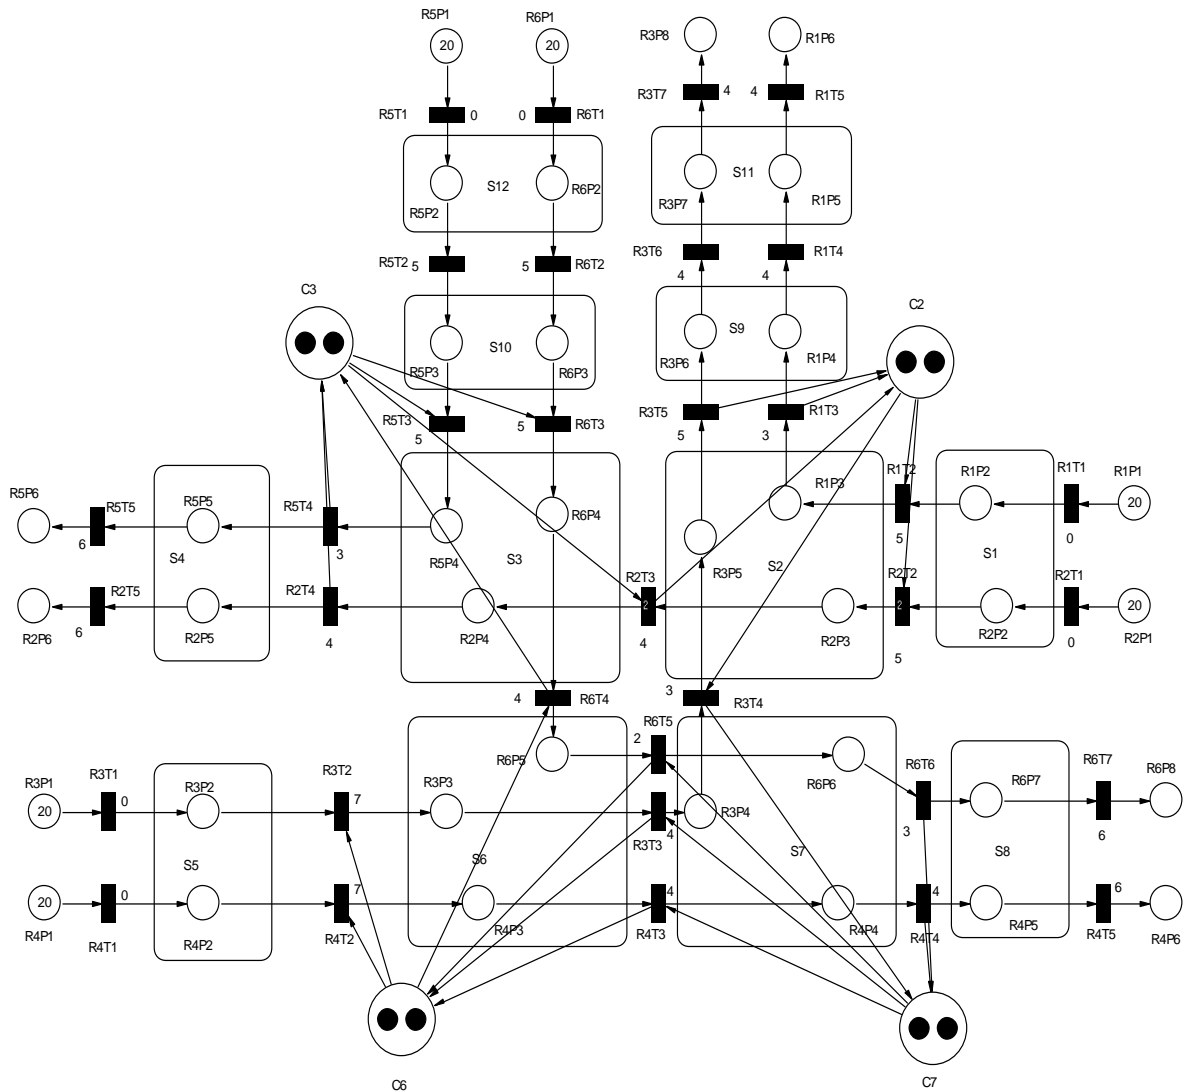 R5P1 R6P1
20 20
R3P8 R1P6
R5T1 0 0 R6T1
R3T7 4 4 R1T5
S12
R5P2 R6P2
S11
R3P7 R1P5
R5T2 5 5 R6T2
R3T6 4 4 R1T4
C3
C2
S10
R5P3 R6P3
S9
R3P6 R1P4
R5T3 5 5 R6T3
R3T5 5 3 R1T3
R5P6 R5T5 6 R5P5 R5T4 3
R5P4 R6P4
S3
S4
R1P3 R1T2 5 R1P2 R1T1 0 R1P1
20
R3P5 S2
S1
R2P6 R2T5 6 R2P5 R2T4 4
R2P4
R2T3 2 4
R2P3 R2T2 2 5 R2P2 R2T1 0 R2P1
20
4 R6T4
3 R3T4
R6P5 R6T5 2
R6P6 R6T6 3 R6P7 R6T7 6 R6P8
R3P1 R3T1 0 R3P2 R3T2 7 R3P3
20
R3T3 4 R3P4
S5
S6
S7
S8
R4P1 R4T1 0 R4P2 R4T2 7 R4P3
20
R4T3 4 R4P4 R4T4 4 R4P5 R4T5 6 R4P6
C6
C7